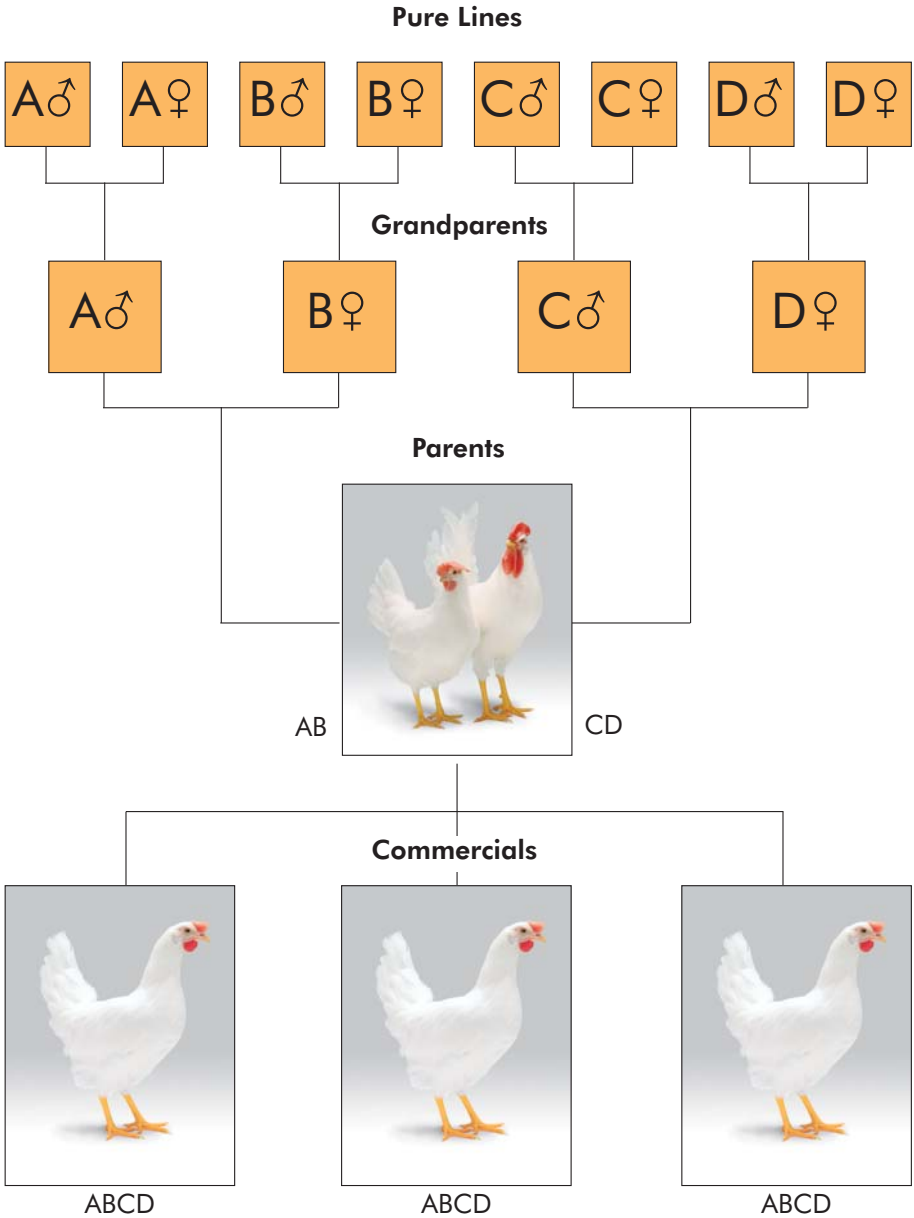 Pure Lines
A♂ A♀ B♂ B♀ C♂ C♀ D♂ D♀
Grandparents
A♂ B♀ C♂ D♀
Parents
AB CD
Commercials
ABCD ABCD ABCD